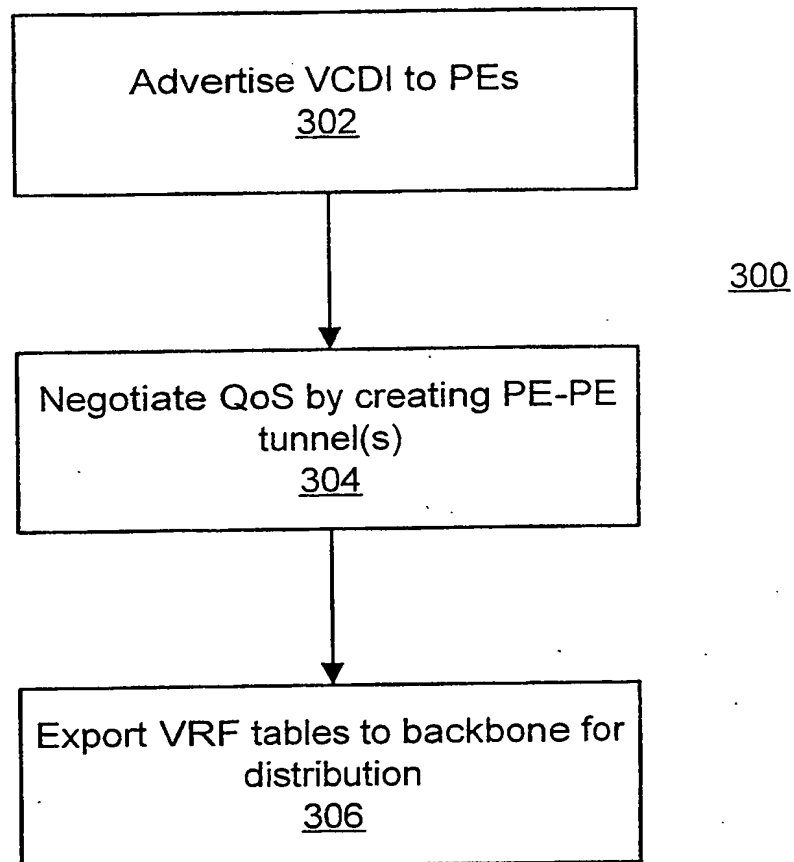 Advertise VCDI to PEs
302
300
Negotiate QoS by creating PE-PE
tunnel(s)
304
Export VRF tables to backbone for
distribution
306